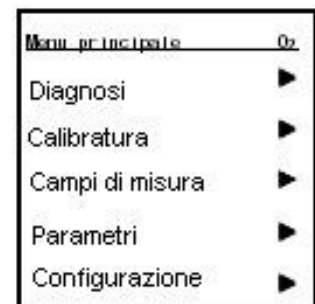 Menu principale O₂
Diagnosi
Calibratura
Campi di misura
Parametri
Configurazione